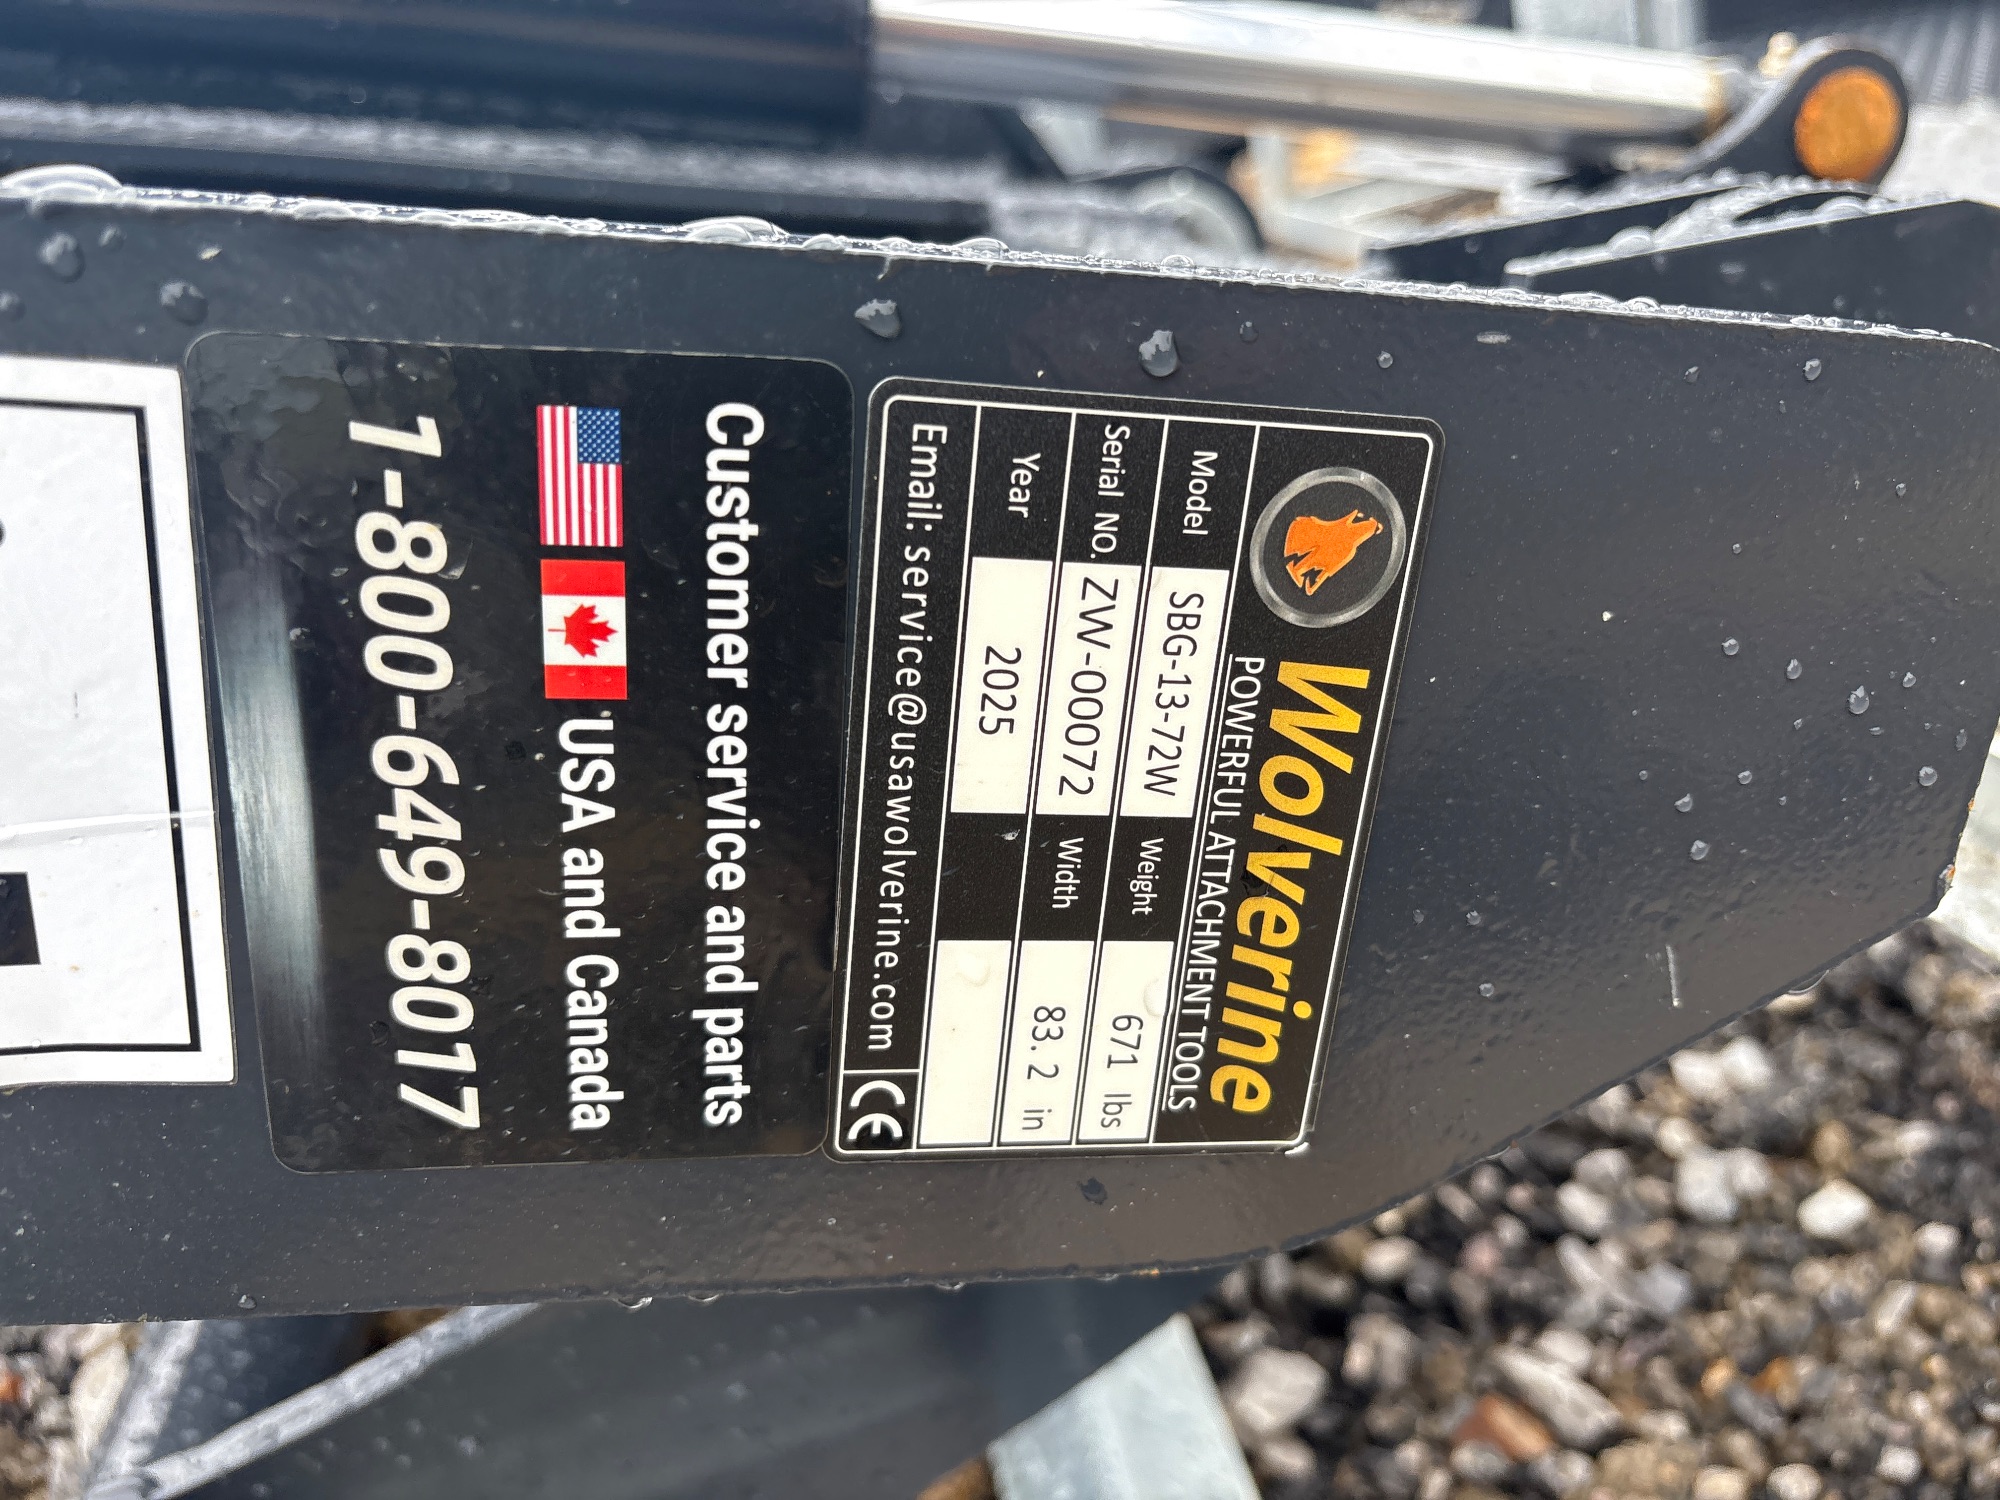 Wolverine
POWERFUL ATTACHMENT TOOLS
Model SBG-13-72W Weight 671 lbs
Serial NO. ZW-00072 Width 83.2 in
Year 2025
Email: service@usawolverine.com CE
Customer service and parts
USA and Canada
1-800-649-8017